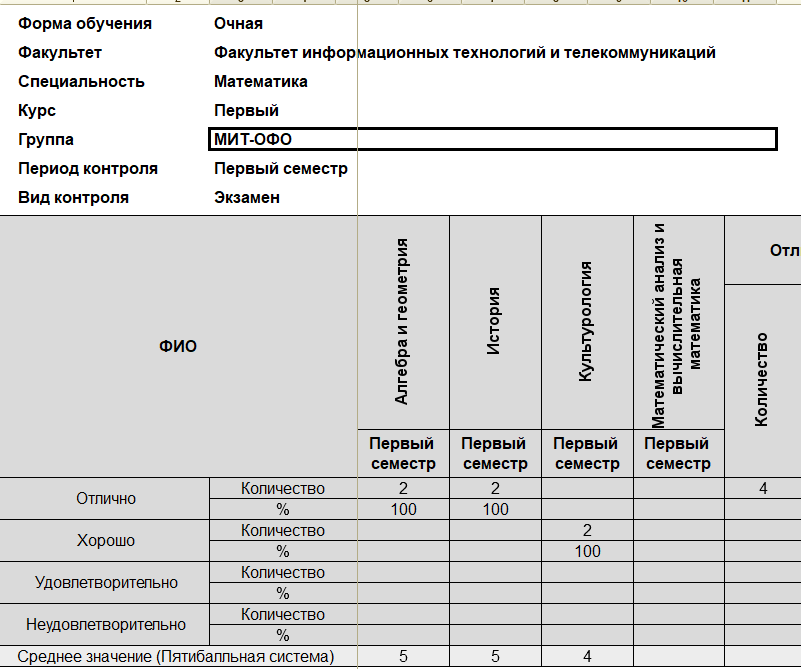 Форма обучения Очная
Факультет Факультет информационных технологий и телекоммуникаций
Специальность Математика
Курс Первый
Группа МИТ-ОФО
Период контроля Первый семестр
Вид контроля Экзамен
ФИО
Алгебра и геометрия
История
Культурология
Математический анализ и
вычислительная
математика
Отл
Количество
Первый Первый Первый Первый
семестр семестр семестр семестр
Отлично
Количество 2 2 4
% 100 100
Хорошо
Количество 2
% 100
Удовлетворительно
Количество
%
Неудовлетворительно
Количество
%
Среднее значение (Пятибалльная система) 5 5 4